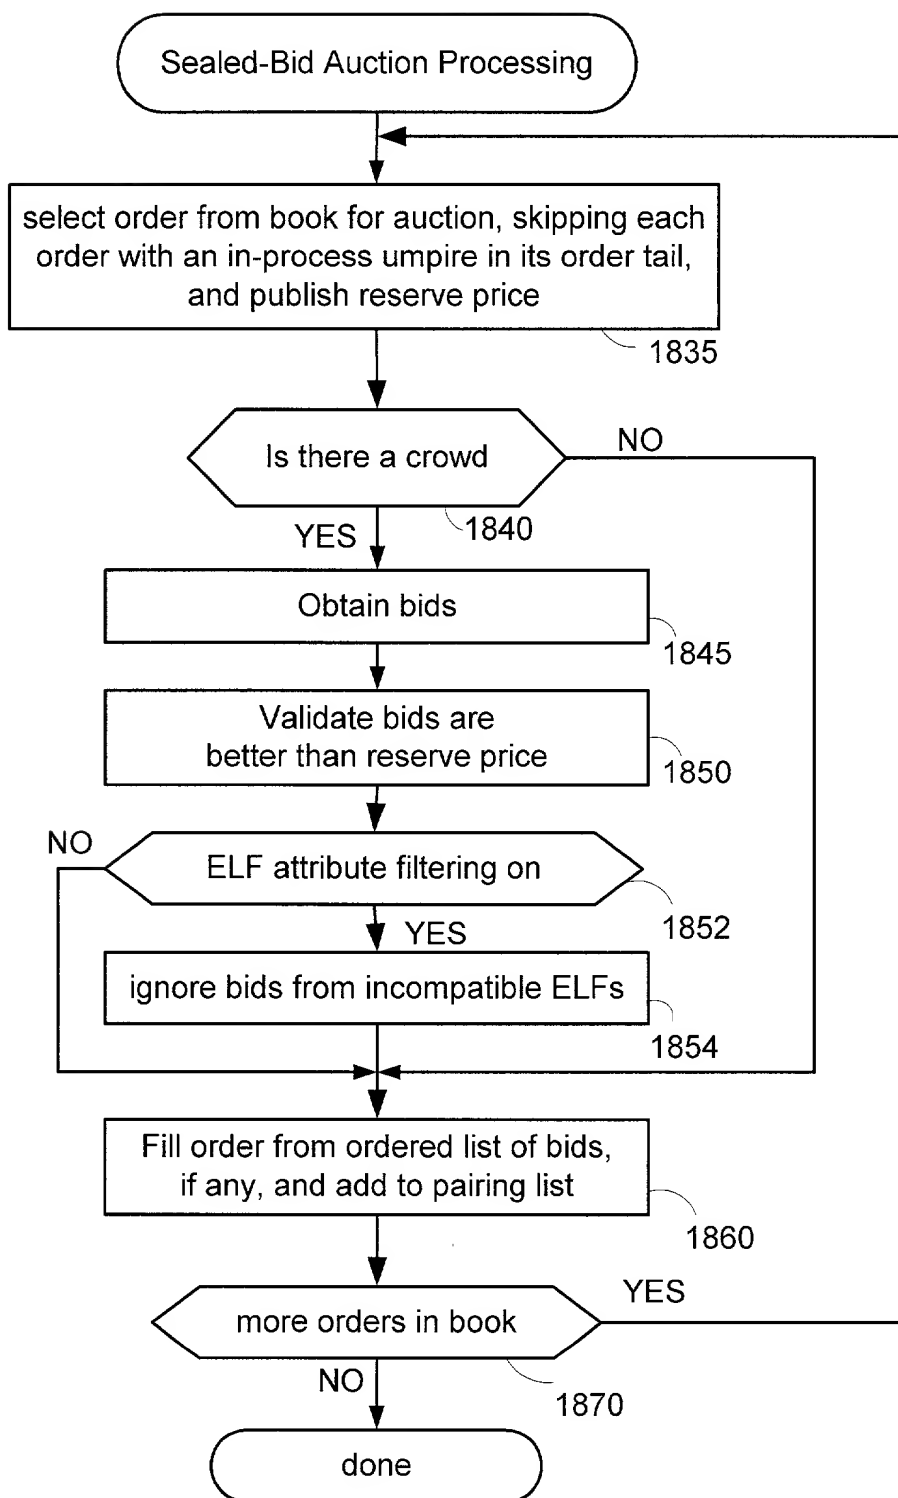 Sealed-Bid Auction Processing
select order from book for auction, skipping each
order with an in-process umpire in its order tail,
and publish reserve price
1835
Is there a crowd
NO
1840
YES
Obtain bids
1845
Validate bids are
better than reserve price
1850
NO
ELF attribute filtering on
1852
YES
ignore bids from incompatible ELFs
1854
Fill order from ordered list of bids,
if any, and add to pairing list
1860
YES
more orders in book
NO
1870
done